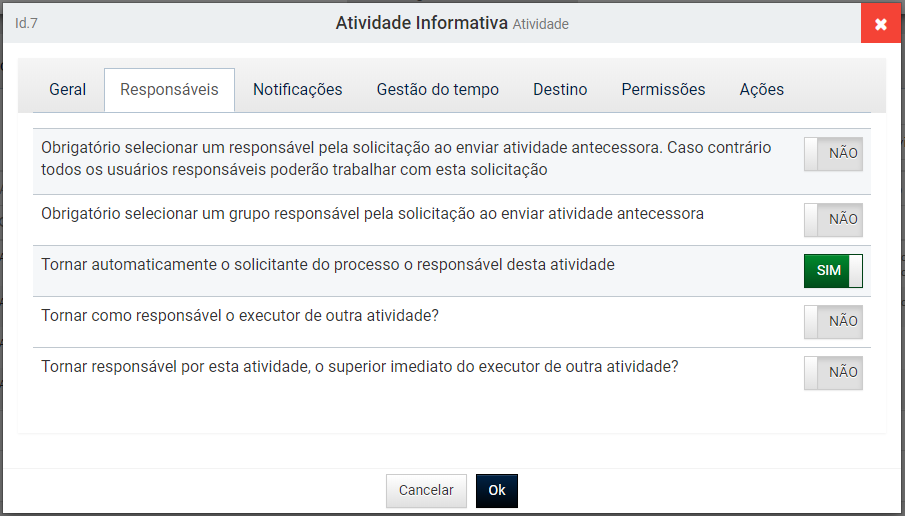 Id.7
Atividade Informativa Atividade
Geral Responsáveis Notificações Gestão do tempo Destino Permissões Ações
Obrigatório selecionar um responsável pela solicitação ao enviar atividade antecessora. Caso contrário
todos os usuários responsáveis poderão trabalhar com esta solicitação
NÃO
Obrigatório selecionar um grupo responsável pela solicitação ao enviar atividade antecessora
NÃO
Tornar automaticamente o solicitante do processo o responsável desta atividade
SIM
Tornar como responsável o executor de outra atividade?
NÃO
Tornar responsável por esta atividade, o superior imediato do executor de outra atividade?
NÃO
Cancelar Ok